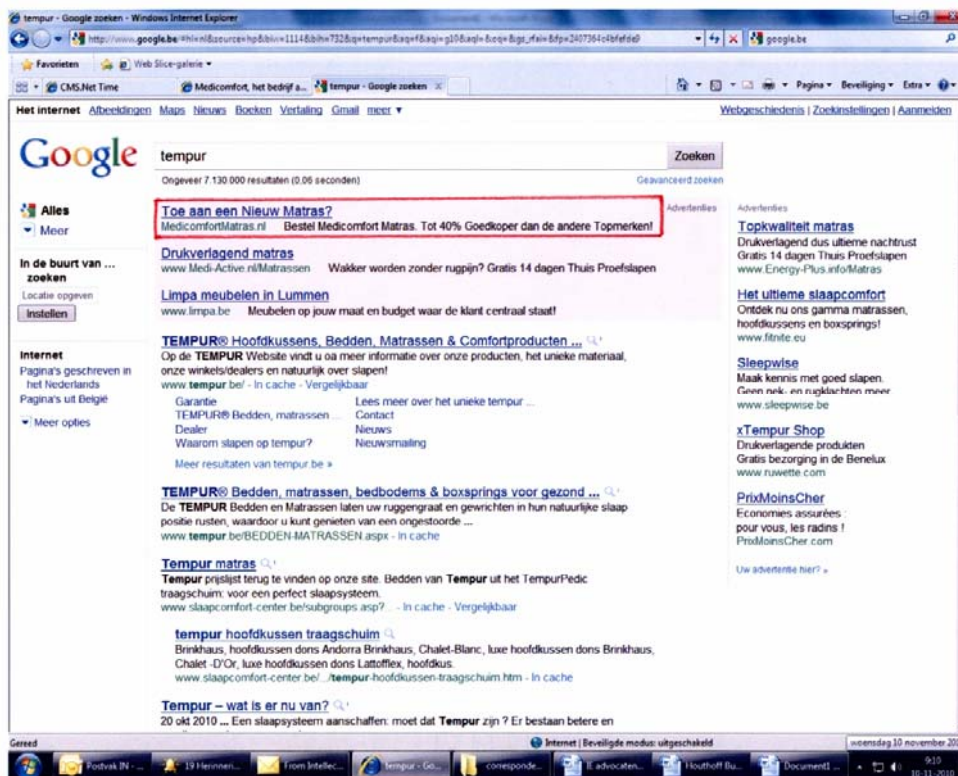 tempur - Google zoeken - Windows Internet Explorer
google.be
Favorieten
Web Slice-galerie
CMS.Net Time
Medicomfort, het bedrijf a...
tempur - Google zoeken
Pagina
Beveiliging
Extra
Het internet Afbeeldingen Maps Nieuws Boeken Vertaling Gmail meer
Webgeschiedenis | Zoekinstellingen | Aanmelden
Google
tempur
Zoeken
Ongeveer 7.130.000 resultaten (0.06 seconden)
Geavanceerd zoeken
Alles
Meer
In de buurt van ...
zoeken
Locatie opgeven
Instellen
Internet
Pagina's geschreven in
het Nederlands
Pagina's uit België
Meer opties
Toe aan een Nieuw Matras?
Advertenties
MedicomfortMatras.nl Bestel Medicomfort Matras. Tot 40% Goedkoper dan de andere Topmerken!
Drukverlagend matras
www.Medi-Active.nl/Matrassen Wakker worden zonder rugpijn? Gratis 14 dagen Thuis Proefslapen
Limpa meubelen in Lummen
www.limpa.be Meubelen op jouw maat en budget waar de klant centraal staat!
TEMPUR® Hoofdkussens, Bedden, Matrassen & Comfortproducten ...
Op de TEMPUR Website vindt u oa meer informatie over onze producten, het unieke materiaal,
onze winkels/dealers en natuurlijk over slapen!
www.tempur.be/ - In cache - Vergelijkbaar
Garantie
Lees meer over het unieke tempur ...
TEMPUR® Bedden, matrassen ...
Contact
Dealer
Nieuws
Waarom slapen op tempur?
Nieuwsmailing
Meer resultaten van tempur.be »
TEMPUR® Bedden, matrassen, bedbodems & boxsprings voor gezond ...
De TEMPUR Bedden en Matrassen laten uw ruggengraat en gewrichten in hun natuurlijke slaap
positie rusten, waardoor u kunt genieten van een ongestoorde ...
www.tempur.be/BEDDEN-MATRASSEN.aspx - In cache
Tempur matras
Tempur prijslijst terug te vinden op onze site. Bedden van Tempur uit het TempurPedic
traagschuim: voor een perfect slaapsysteem.
www.slaapcomfort-center.be/subgroups.asp?... - In cache - Vergelijkbaar
tempur hoofdkussen traagschuim
Brinkhaus, hoofdkussen dons Andorra Brinkhaus, Chalet-Blanc, luxe hoofdkussen dons Brinkhaus,
Chalet -D'Or, luxe hoofdkussen dons Lattofflex, hoofdkus.
www.slaapcomfort-center.be/.../tempur-hoofdkussen-traagschuim.htm - In cache
Tempur – wat is er nu van?
20 okt 2010 ... Een slaapsysteem aanschaffen: moet dat Tempur zijn ? Er bestaan betere en
Advertenties
Topkwaliteit matras
Drukverlagend dus ultieme nachtrust
Gratis 14 dagen Thuis Proefslapen
www.Energy-Plus.info/Matras
Het ultieme slaapcomfort
Ontdek nu ons gamma matrassen,
hoofdkussens en boxsprings!
www.fitnite.eu
Sleepwise
Maak kennis met goed slapen.
Geen nek- en rugklachten meer
www.sleepwise.be
xTempur Shop
Drukverlagende produkten
Gratis bezorging in de Benelux
www.ruwette.com
PrixMoinsCher
Economies assurées :
pour vous, les radins !
PrixMoinsCher.com
Uw advertentie hier? »
Gereed
Internet | Beveiligde modus: uitgeschakeld
woensdag 10 november 20
Postvak IN - ...
19 Herinneri...
From Intellec...
tempur - Go...
corresponde...
IE advocaten...
Houthoff Bu...
Document1 ...
9:10
10-11-2010